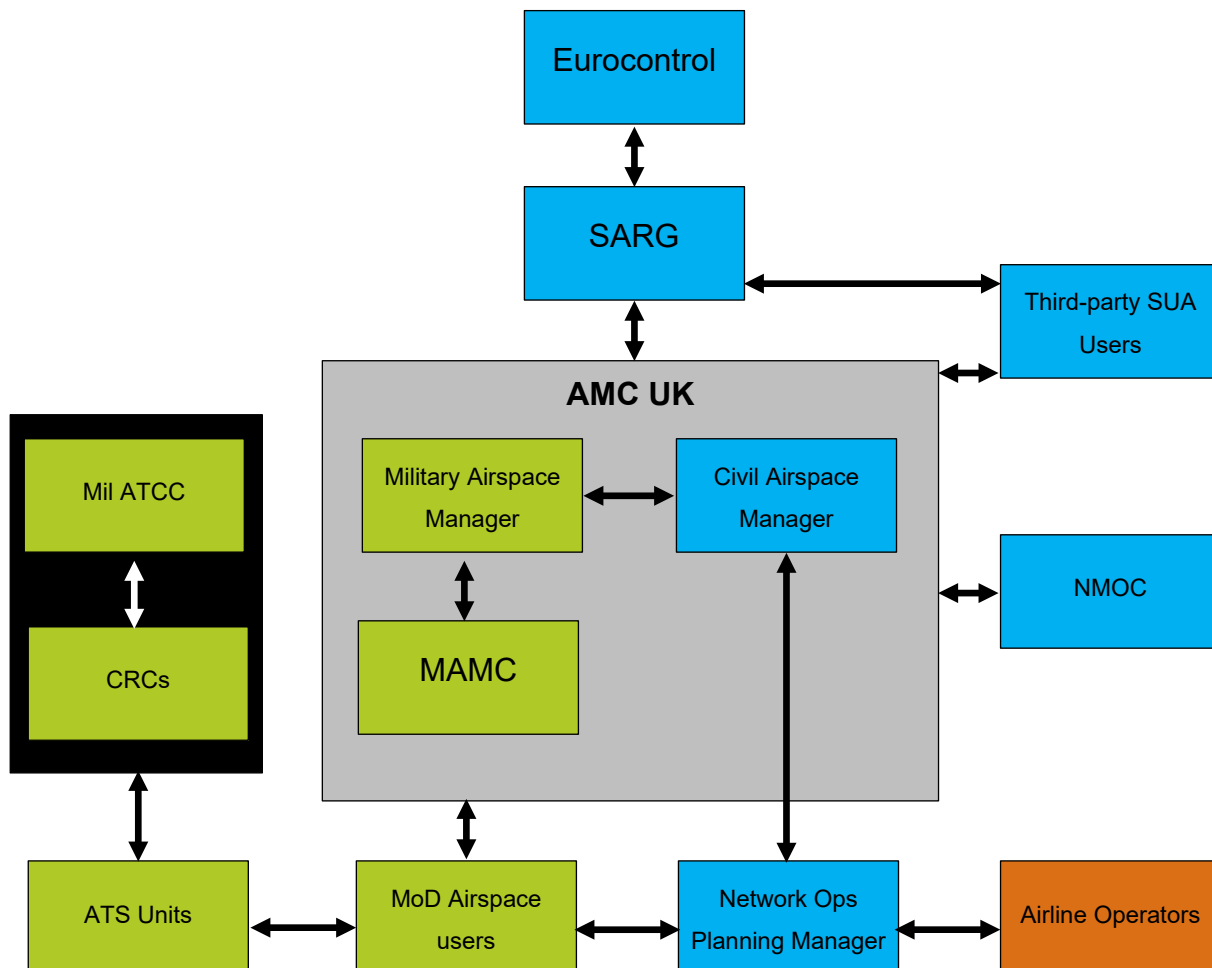 Eurocontrol
SARG
Third-party SUA
Users
AMC UK
Mil ATCC
Military Airspace
Manager
Civil Airspace
Manager
NMOC
CRCs
MAMC
ATS Units
MoD Airspace
users
Network Ops
Planning Manager
Airline Operators